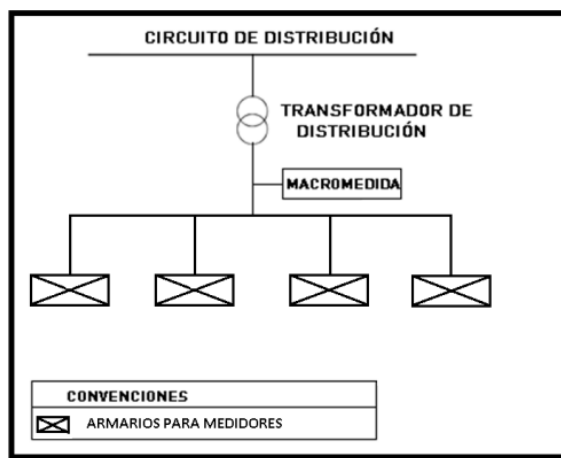 CIRCUITO DE DISTRIBUCIÓN
TRANSFORMADOR DE
DISTRIBUCIÓN
MACROMEDIDA
CONVENCIONES
ARMARIOS PARA MEDIDORES